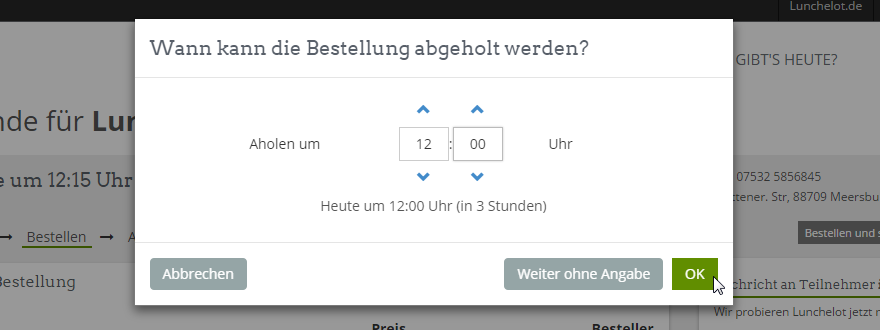 Lunchelot.de
Wann kann die Bestellung abgeholt werden?
GIBT'S HEUTE?
nde für Lun
Aholen um 12 : 00 Uhr
e um 12:15 Uhr
07532 5856845
ttener. Str, 88709 Meersbu
Heute um 12:00 Uhr (in 3 Stunden)
Bestellen
Bestellen und s
Abbrechen Weiter ohne Angabe OK
Bestellung
chricht an Teilnehmer i
Wir probieren Lunchelot jetzt
Preis Besteller